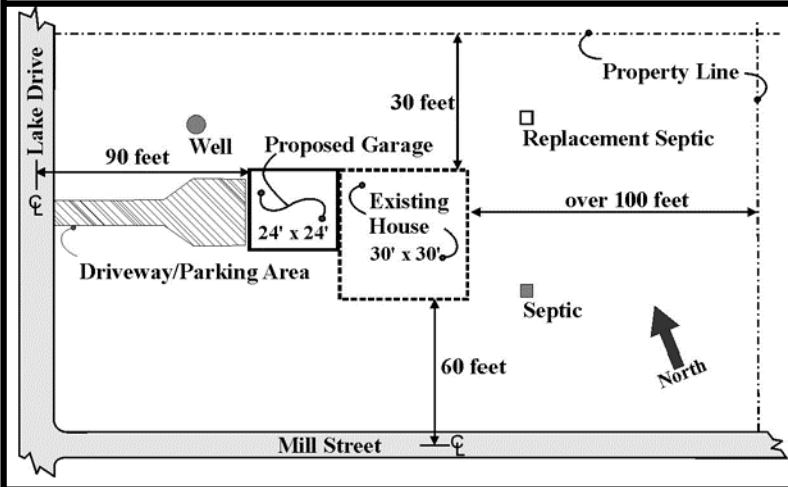 Lake Drive
90 feet
Well
Proposed Garage
24' x 24'
30 feet
Property Line
Replacement Septic
over 100 feet
Existing
House
30' x 30'
℄
Driveway/Parking Area
Septic
60 feet
North
Mill Street
℄